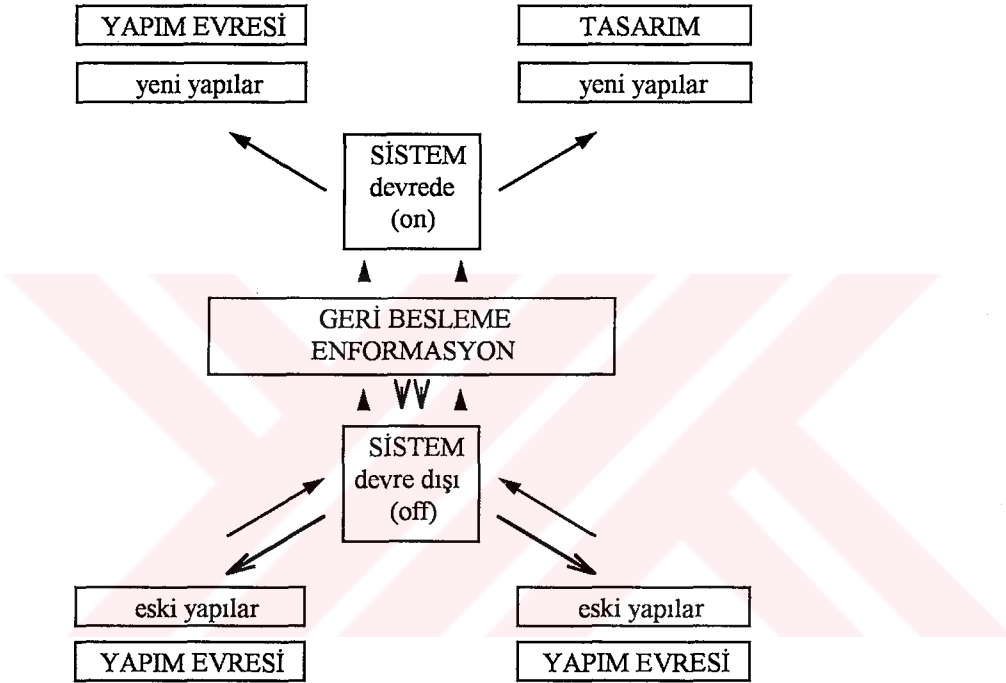 YAPIM EVRESİ
TASARIM
yeni yapılar
yeni yapılar
SİSTEM
devrede
(on)
GERİ BESLEME
ENFORMASYON
SİSTEM
devre dışı
(off)
eski yapılar
eski yapılar
YAPIM EVRESİ
YAPIM EVRESİ